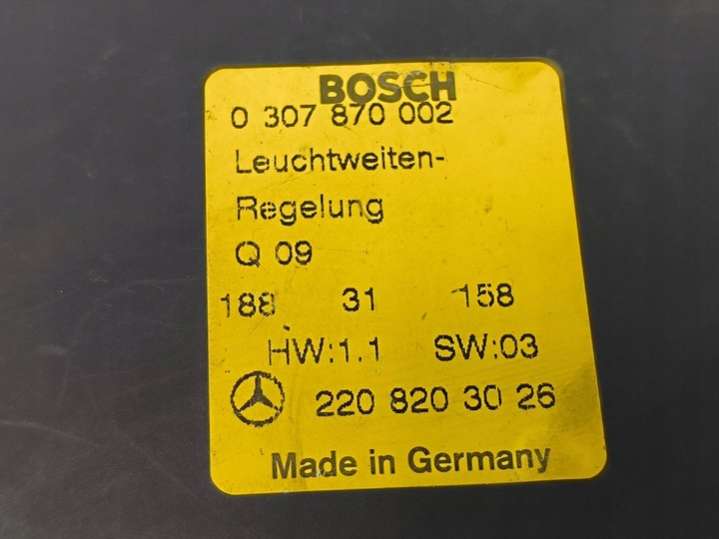 BOSCH
0 307 870 002
Leuchtweiten-
Regelung
Q 09
188 31 158
HW:1.1 SW:03
220 820 30 26
Made in Germany